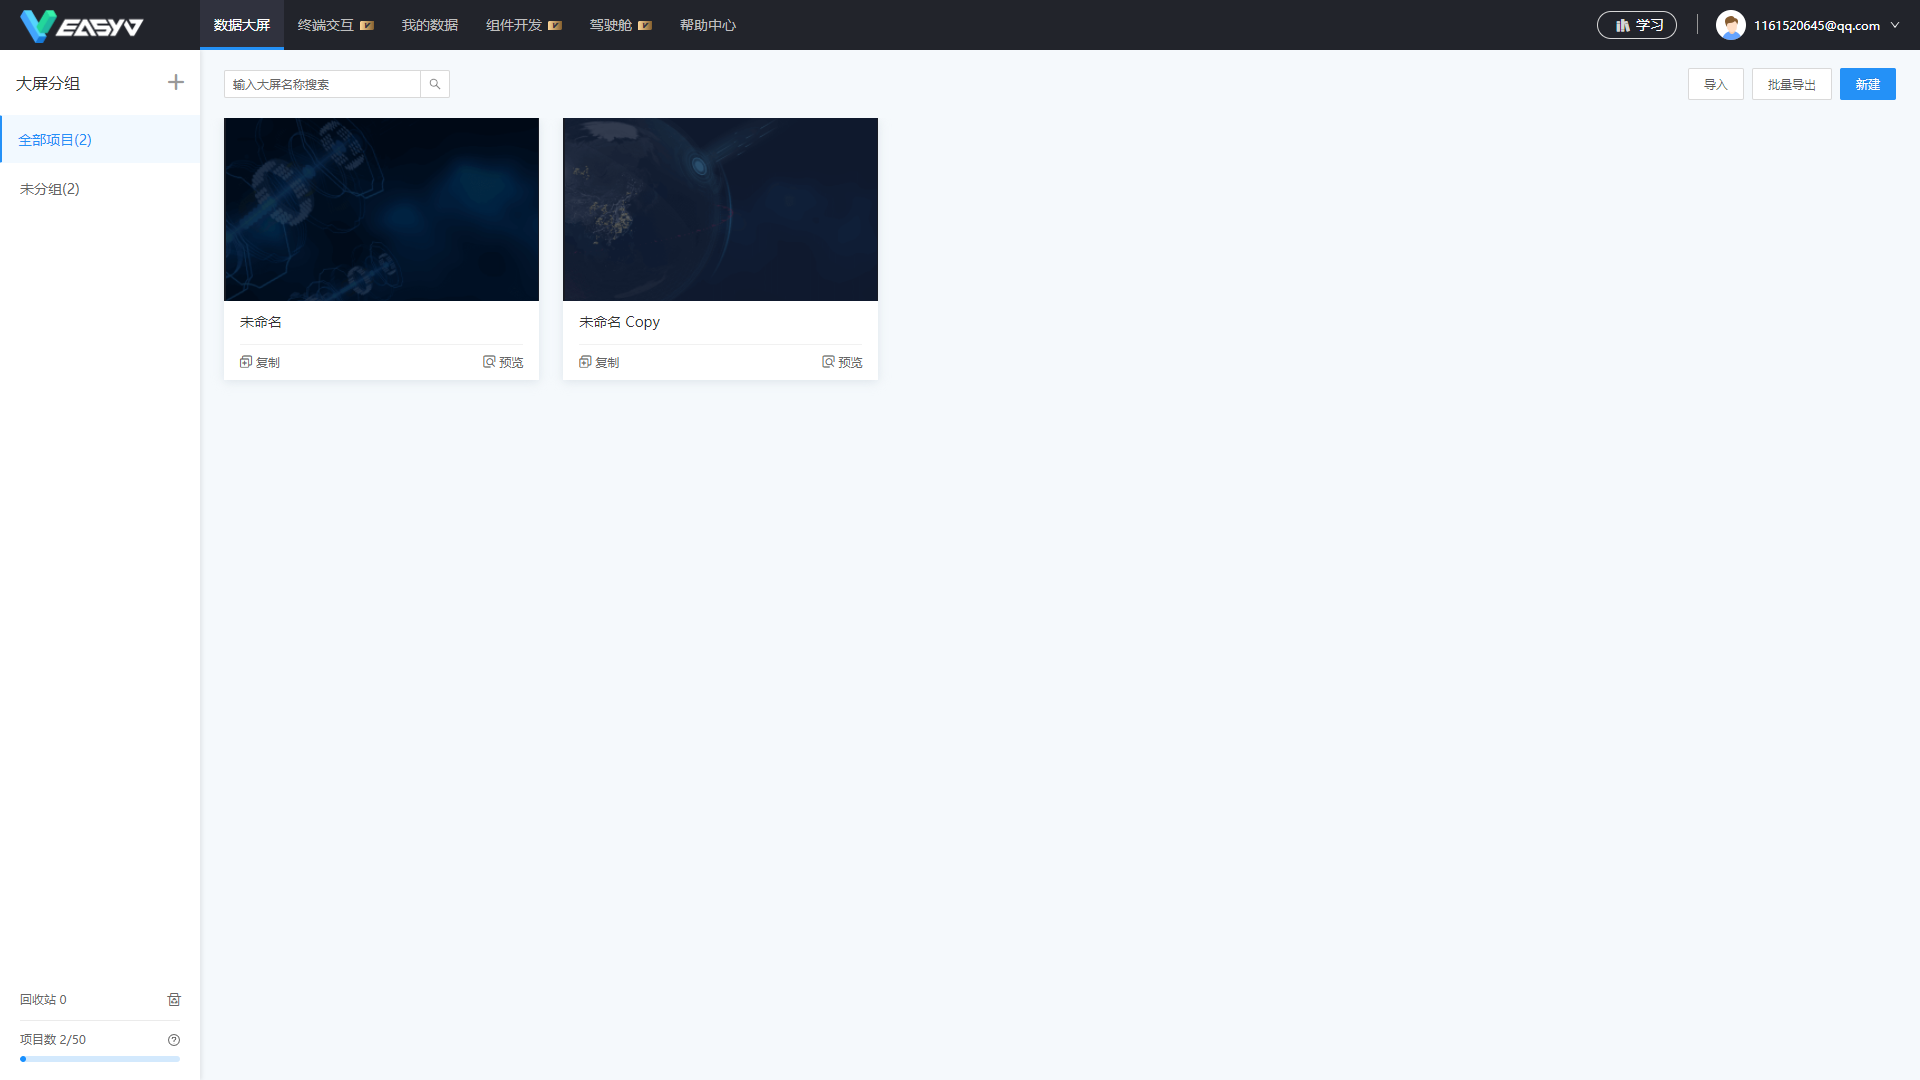 EASYV
数据大屏
终端交互
我的数据
组件开发
驾驶舱
帮助中心
学习
1161520645@qq.com
大屏分组
全部项目(2)
未分组(2)
输入大屏名称搜索
导入
批量导出
新建
未命名
复制
预览
未命名 Copy
复制
预览
回收站 0
项目数 2/50